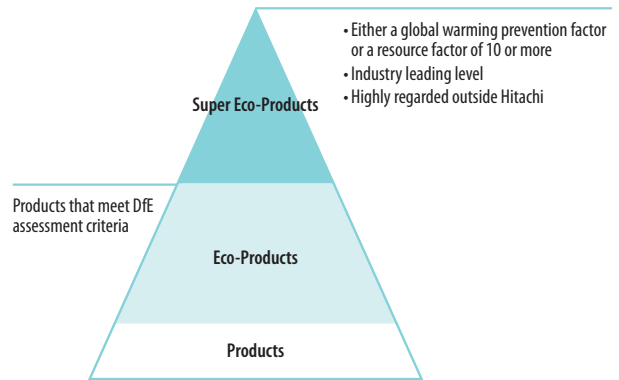 • Either a global warming prevention factor
or a resource factor of 10 or more
• Industry leading level
• Highly regarded outside Hitachi
Super Eco-Products
Products that meet DfE
assessment criteria
Eco-Products
Products